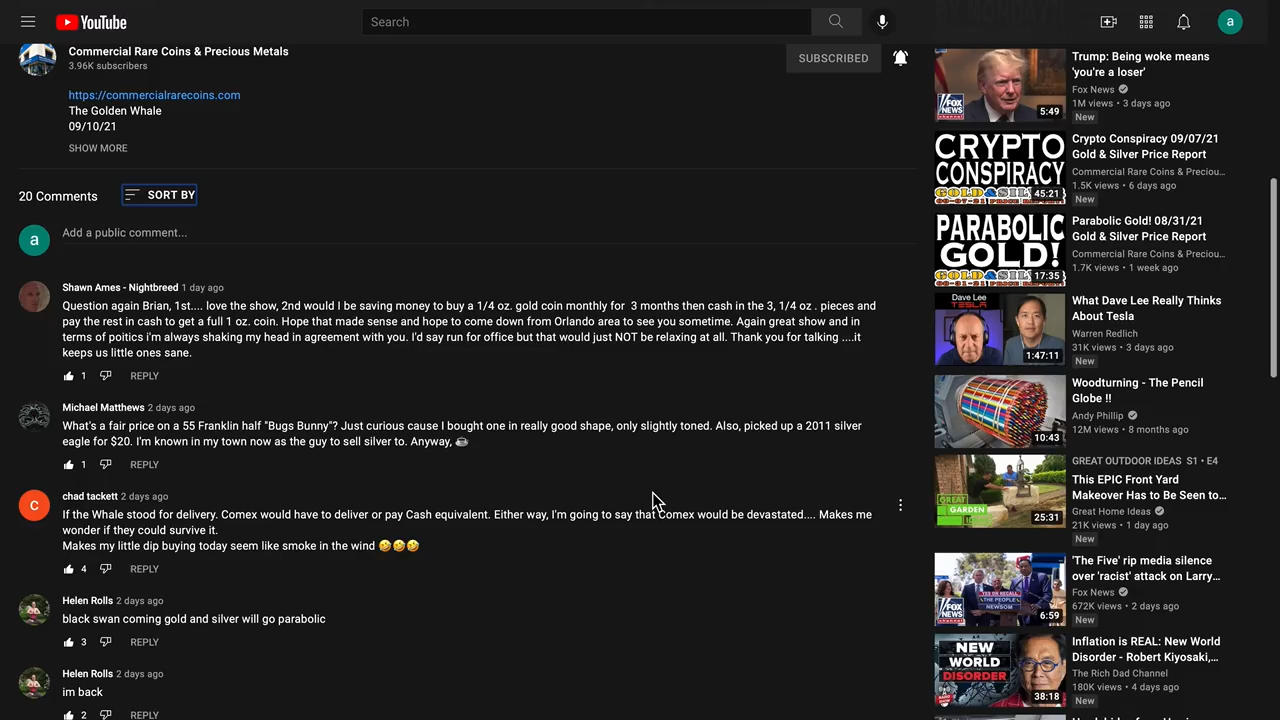 YouTube
Search
a
Commercial Rare Coins & Precious Metals
3.96K subscribers
SUBSCRIBED
https://commercialrarecoins.com
The Golden Whale
09/10/21
SHOW MORE
20 Comments
SORT BY
a
Add a public comment...
Shawn Ames - Nightbreed 1 day ago
Question again Brian, 1st.... love the show, 2nd would I be saving money to buy a 1/4 oz. gold coin monthly for 3 months then cash in the 3, 1/4 oz . pieces and
pay the rest in cash to get a full 1 oz. coin. Hope that made sense and hope to come down from Orlando area to see you sometime. Again great show and in
terms of poitics i'm always shaking my head in agreement with you. I'd say run for office but that would just NOT be relaxing at all. Thank you for talking ....it
keeps us little ones sane.
1
REPLY
Michael Matthews 2 days ago
What's a fair price on a 55 Franklin half "Bugs Bunny"? Just curious cause I bought one in really good shape, only slightly toned. Also, picked up a 2011 silver
eagle for $20. I'm known in my town now as the guy to sell silver to. Anyway, ☕
1
REPLY
C
chad tackett 2 days ago
If the Whale stood for delivery. Comex would have to deliver or pay Cash equivalent. Either way, I'm going to say that Comex would be devastated.... Makes me
wonder if they could survive it.
Makes my little dip buying today seem like smoke in the wind 🤣🤣🤣
4
REPLY
Helen Rolls 2 days ago
black swan coming gold and silver will go parabolic
3
REPLY
Helen Rolls 2 days ago
im back
2
REPLY
FOX NEWS channel
5:49
Trump: Being woke means
'you're a loser'
Fox News
1M views • 3 days ago
New
CRYPTO
CONSPIRACY
GOLD&SIL
45:21
Crypto Conspiracy 09/07/21
Gold & Silver Price Report
Commercial Rare Coins & Preciou...
1.5K views • 6 days ago
New
PARABOLIC
GOLD!
GOLD&SIL
17:35
Parabolic Gold! 08/31/21
Gold & Silver Price Report
Commercial Rare Coins & Preciou...
1.7K views • 1 week ago
Dave Lee
TESLA
1:47:11
What Dave Lee Really Thinks
About Tesla
Warren Redlich
31K views • 3 days ago
New
10:43
Woodturning - The Pencil
Globe !!
Andy Phillip
12M views • 8 months ago
GREAT
GARDEN
25:31
GREAT OUTDOOR IDEAS S1 • E4
This EPIC Front Yard
Makeover Has to Be Seen to...
Great Home Ideas
21K views • 1 day ago
New
YES ON RECALL
THE PEOPLE
NEWSOM
FOX NEWS
6:59
'The Five' rip media silence
over 'racist' attack on Larry...
Fox News
672K views • 2 days ago
New
NEW
WORLD
DISORDER
38:18
Inflation is REAL: New World
Disorder - Robert Kiyosaki,...
The Rich Dad Channel
180K views • 4 days ago
New